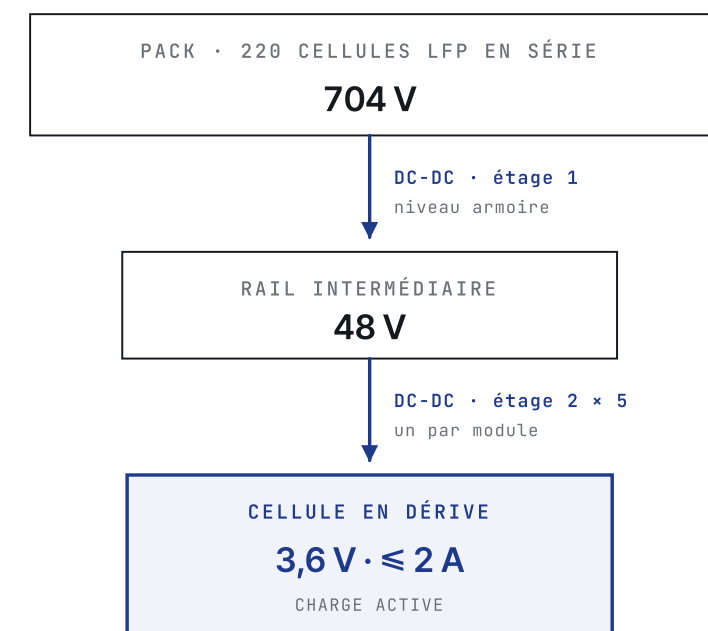 PACK · 220 CELLULES LFP EN SÉRIE
704 V
DC-DC · étage 1
niveau armoire
RAIL INTERMÉDIAIRE
48 V
DC-DC · étage 2 × 5
un par module
CELLULE EN DÉRIVE
3,6 V · ⩽ 2 A
CHARGE ACTIVE